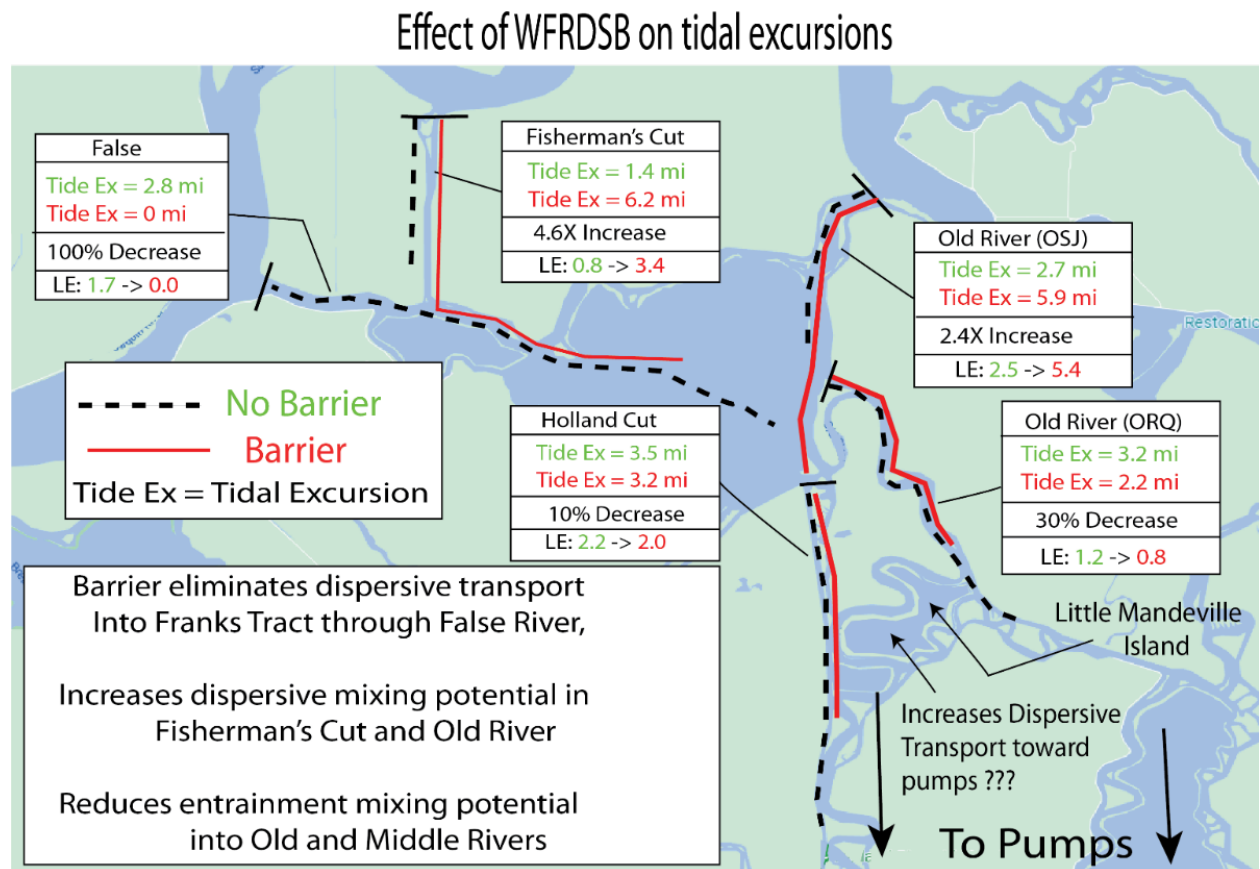 Effect of WFRDSB on tidal excursions
False
Tide Ex = 2.8 mi
Tide Ex = 0 mi
100% Decrease
LE: 1.7 -> 0.0
Fisherman's Cut
Tide Ex = 1.4 mi
Tide Ex = 6.2 mi
4.6X Increase
LE: 0.8 -> 3.4
Old River (OSJ)
Tide Ex = 2.7 mi
Tide Ex = 5.9 mi
2.4X Increase
LE: 2.5 -> 5.4
Restoratio
No Barrier
Barrier
Tide Ex = Tidal Excursion
Holland Cut
Tide Ex = 3.5 mi
Tide Ex = 3.2 mi
10% Decrease
LE: 2.2 -> 2.0
Old River (ORQ)
Tide Ex = 3.2 mi
Tide Ex = 2.2 mi
30% Decrease
LE: 1.2 -> 0.8
Barrier eliminates dispersive transport
Into Franks Tract through False River,
Increases dispersive mixing potential in
Fisherman's Cut and Old River
Reduces entrainment mixing potential
into Old and Middle Rivers
Little Mandeville
Island
Increases Dispersive
Transport toward
pumps ???
To Pumps